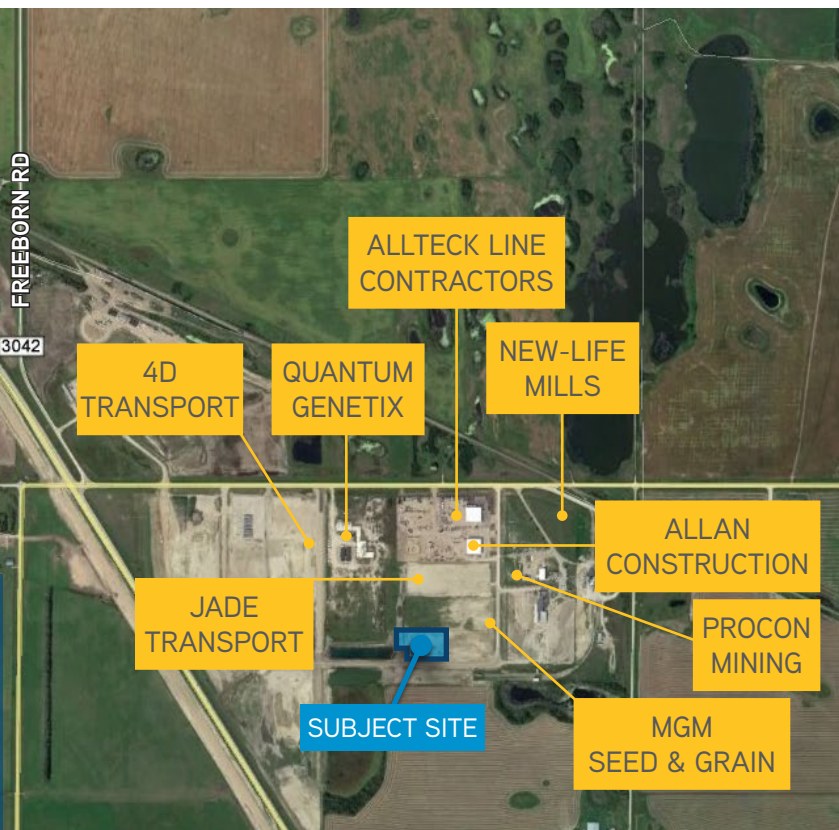 FREEBORN RD
3042
ALLTECK LINE
CONTRACTORS
NEW-LIFE
MILLS
4D
TRANSPORT
QUANTUM
GENETIX
ALLAN
CONSTRUCTION
JADE
TRANSPORT
PROCON
MINING
SUBJECT SITE
MGM
SEED & GRAIN